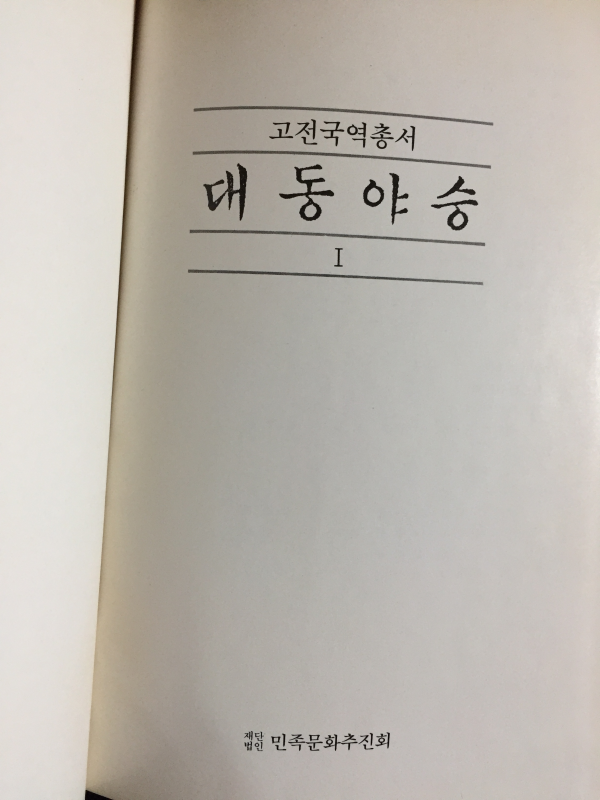 고전국역총서
대동야승
I
재단법인 민족문화추진회